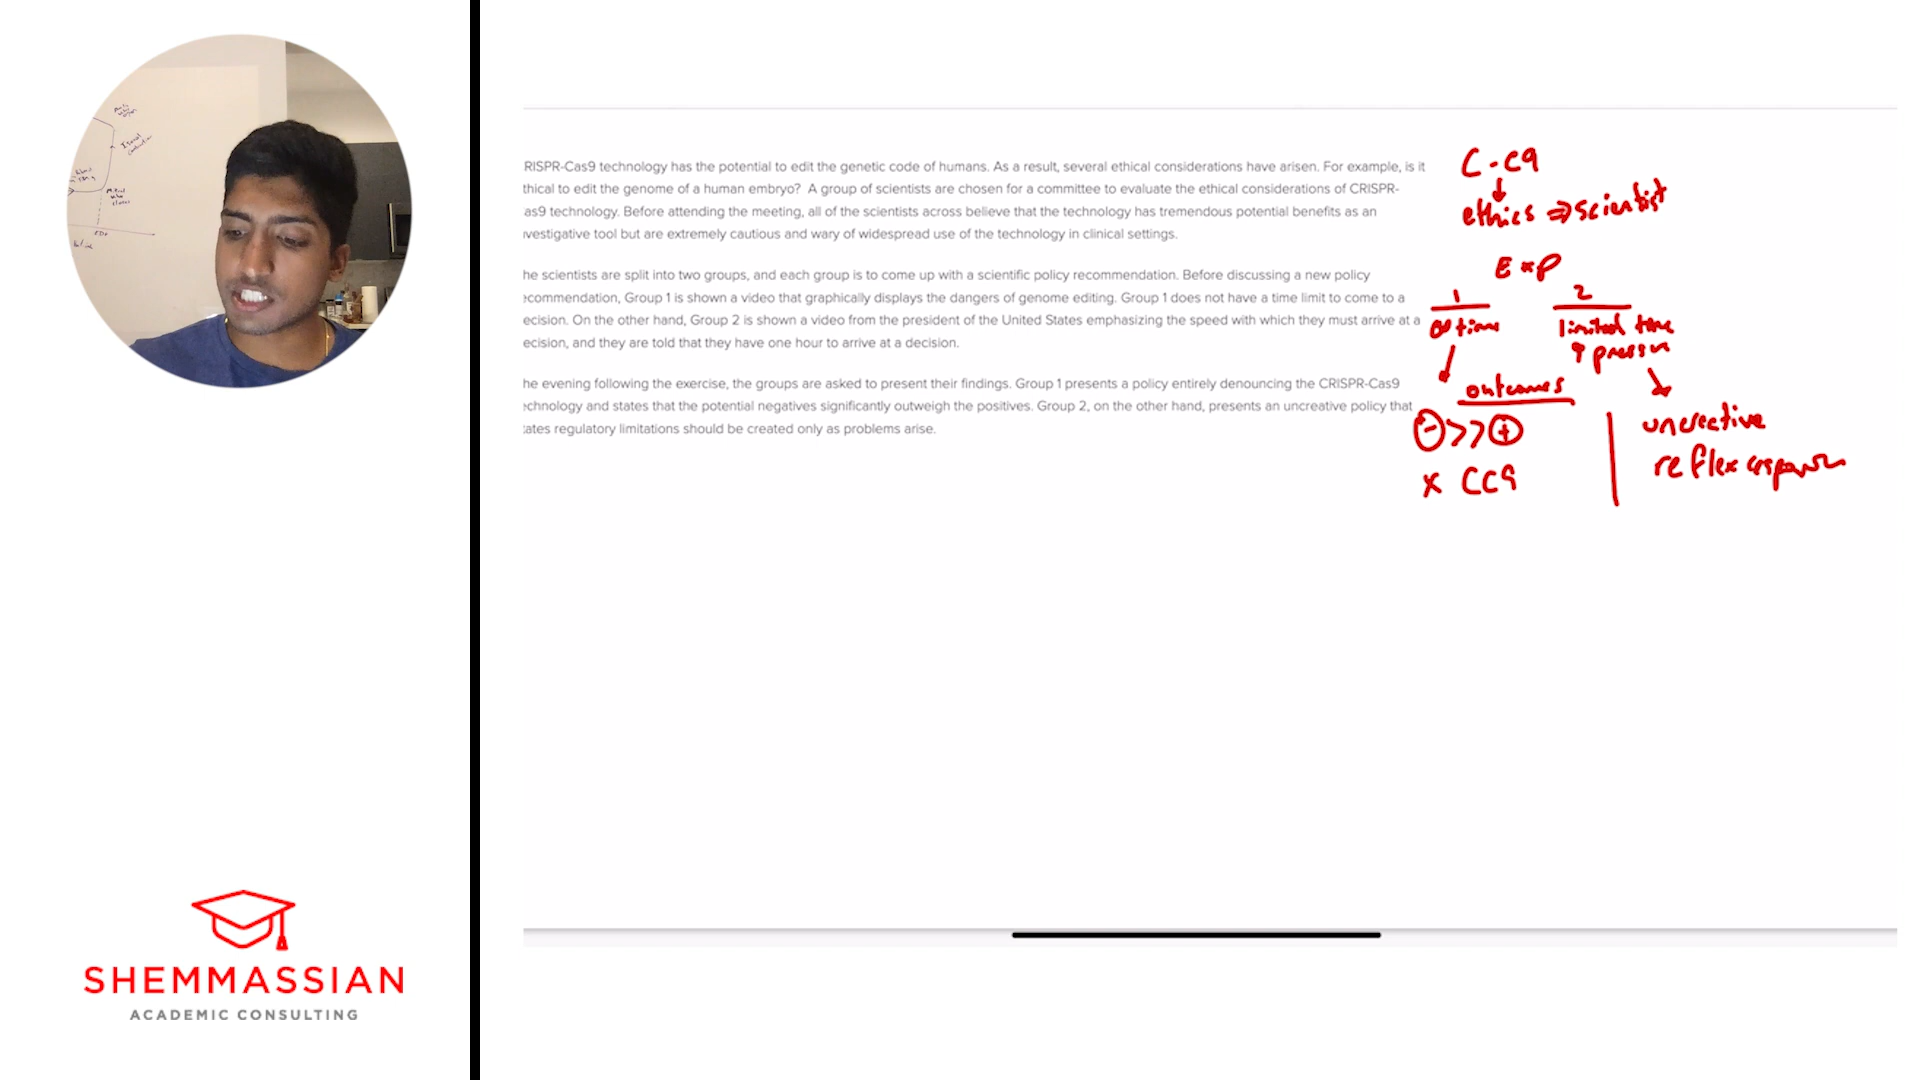 RISPR-Cas9 technology has the potential to edit the genetic code of humans. As a result, several ethical considerations have arisen. For example, is it
thical to edit the genome of a human embryo? A group of scientists are chosen for a committee to evaluate the ethical considerations of CRISPR-
as9 technology. Before attending the meeting, all of the scientists across believe that the technology has tremendous potential benefits as an
nvestigative tool but are extremely cautious and wary of widespread use of the technology in clinical settings.
he scientists are split into two groups, and each group is to come up with a scientific policy recommendation. Before discussing a new policy
ecommendation, Group 1 is shown a video that graphically displays the dangers of genome editing. Group 1 does not have a time limit to come to a
ecision. On the other hand, Group 2 is shown a video from the president of the United States emphasizing the speed with which they must arrive at a
ecision, and they are told that they have one hour to arrive at a decision.
he evening following the exercise, the groups are asked to present their findings. Group 1 presents a policy entirely denouncing the CRISPR-Cas9
echnology and states that the potential negatives significantly outweigh the positives. Group 2, on the other hand, presents an uncreative policy that
tates regulatory limitations should be created only as problems arise.
C-C9
↓
ethics ⇒ scientist
Exp
1 2
∞ time limited time
↑ pressure
outcomes
⊖>>⊕ uncreative
x CC9 reflex
SHEMMASSIAN
ACADEMIC CONSULTING